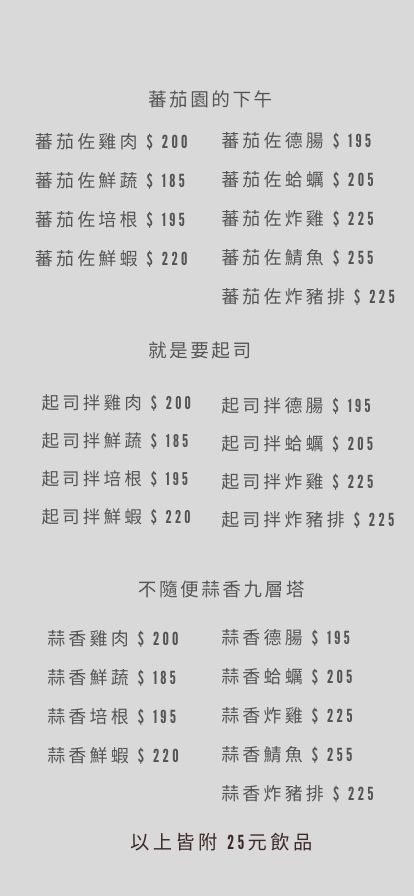 蕃茄園的下午
蕃茄佐雞肉 $ 200
蕃茄佐德腸 $ 195
蕃茄佐鮮蔬 $ 185
蕃茄佐蛤蠣 $ 205
蕃茄佐培根 $ 195
蕃茄佐炸雞 $ 225
蕃茄佐鮮蝦 $ 220
蕃茄佐鯖魚 $ 255
蕃茄佐炸豬排 $ 225
就是要起司
起司拌雞肉 $ 200
起司拌德腸 $ 195
起司拌鮮蔬 $ 185
起司拌蛤蠣 $ 205
起司拌培根 $ 195
起司拌炸雞 $ 225
起司拌鮮蝦 $ 220
起司拌炸豬排 $ 225
不隨便蒜香九層塔
蒜香雞肉 $ 200
蒜香德腸 $ 195
蒜香鮮蔬 $ 185
蒜香蛤蠣 $ 205
蒜香培根 $ 195
蒜香炸雞 $ 225
蒜香鮮蝦 $ 220
蒜香鯖魚 $ 255
蒜香炸豬排 $ 225
以上皆附 25元飲品